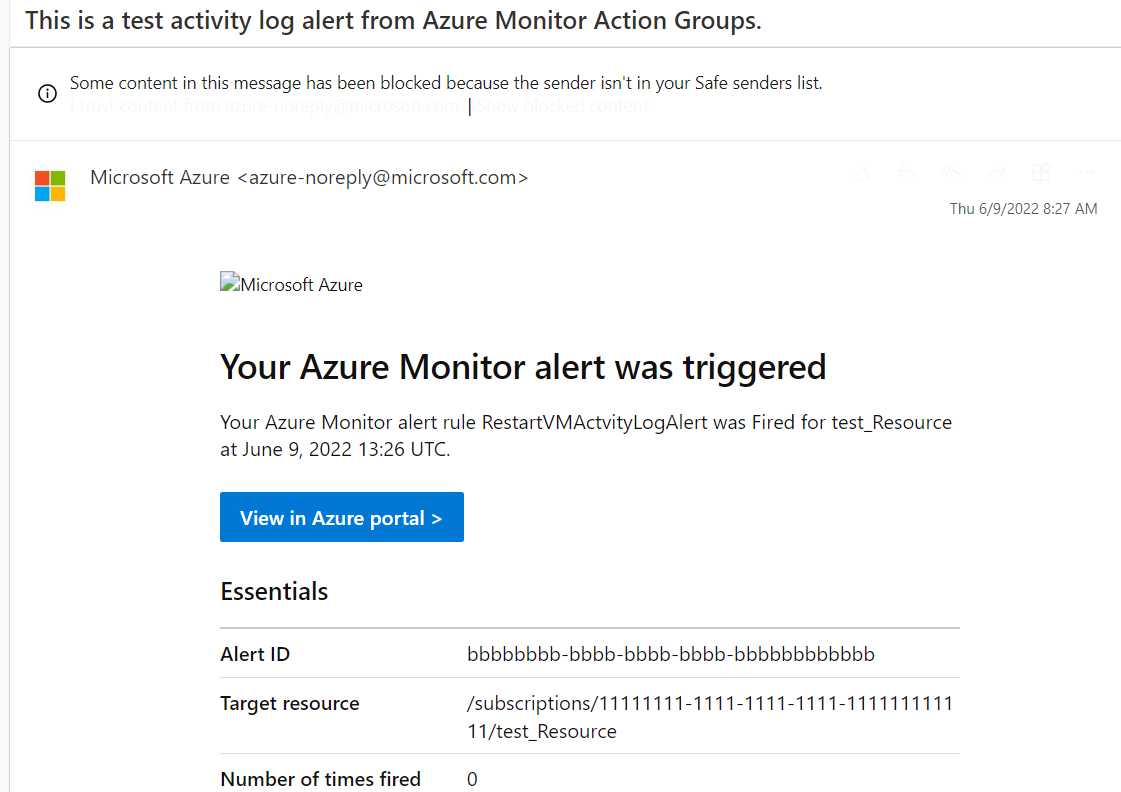 This is a test activity log alert from Azure Monitor Action Groups.
Some content in this message has been blocked because the sender isn't in your Safe senders list.
I trust content from azure-noreply@microsoft.com. | Show blocked content
Microsoft Azure <azure-noreply@microsoft.com>
Thu 6/9/2022 8:27 AM
Microsoft Azure
Your Azure Monitor alert was triggered
Your Azure Monitor alert rule RestartVMActvityLogAlert was Fired for test_Resource
at June 9, 2022 13:26 UTC.
View in Azure portal >
Essentials
Alert ID bbbbbbbb-bbbb-bbbb-bbbb-bbbbbbbbbbbb
Target resource /subscriptions/11111111-1111-1111-1111-1111111111
11/test_Resource
Number of times fired 0